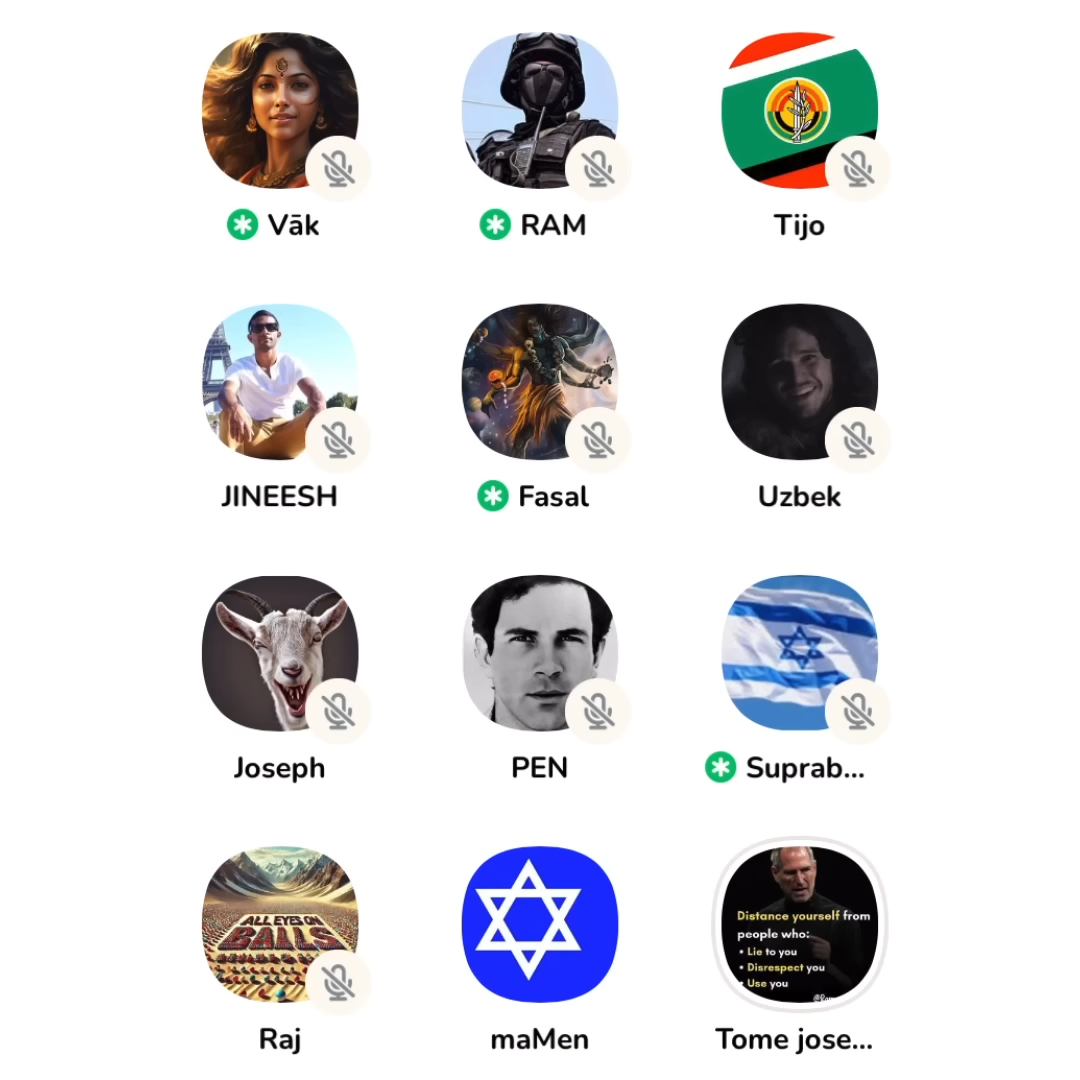 Vāk
RAM
Tijo
JINEESH
Fasal
Uzbek
Joseph
PEN
Suprab...
ALL EYES ON
BALLS
Distance yourself from
people who:
• Lie to you
• Disrespect you
• Use you
Raj
maMen
Tome jose...